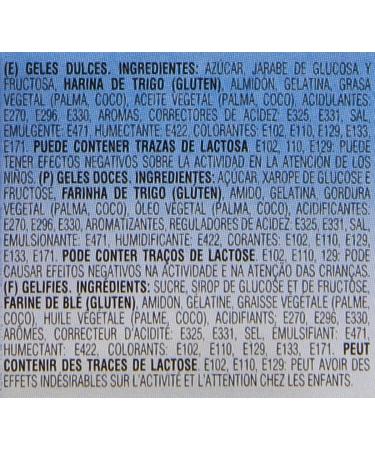 (E) GELES DULCES. INGREDIENTES: AZÚCAR, JARABE DE GLUCOSA Y
FRUCTOSA, HARINA DE TRIGO (GLUTEN), ALMIDÓN, GELATINA, GRASA
VEGETAL (PALMA, COCO), ACEITE VEGETAL (PALMA, COCO), ACIDULANTES:
E270, E296, E330, AROMAS, CORRECTORES DE ACIDEZ: E325, E331, SAL,
EMULGENTE: E471, HUMECTANTE: E422, COLORANTES: E102, E110, E129, E133,
E171. PUEDE CONTENER TRAZAS DE LACTOSA E102, 110, E129: PUEDE
TENER EFECTOS NEGATIVOS SOBRE LA ACTIVIDAD EN LA ATENCIÓN DE LOS
NIÑOS. (P) GELES DOCES. INGREDIENTES: AÇÚCAR, XAROPE DE GLUCOSE O
E FRUCTOSE, FARINHA DE TRIGO (GLÚTEN), AMIDO, GELATINA, GORDURA
VEGETAL (PALMA, COCO), ÓLEO VEGETAL (PALMA, COCO), ACIDIFICANTES:
E270, E296, E330, AROMATIZANTES, REGULADORES DE ACIDEZ: E325, E331, SAL,
EMULSIONANTE: E471, HUMIDIFICANTE: E422, CORANTES: E102, E110, E129,
E133, E171. PODE CONTER TRAÇOS DE LACTOSE. E102, E110, 129: PODE
CAUSAR EFEITOS NEGATIVOS NA ACTIVIDADE E NA ATENÇÃO DAS CRIANÇAS.
(F) GELIFIES. INGRÉDIENTS: SUCRE, SIROP DE GLUCOSE ET DE FRUCTOSE,
FARINE DE BLÉ (GLUTEN), AMIDON, GÉLATINE, GRAISSE VÉGÉTALE (PALME,
COCO), HUILE VÉGÉTALE (PALME, COCO), ACIDIFIANTS; E270, E296, E330,
ARÔMES, CORRECTEUR D'ACIDITÉ: E325, E331, SEL, ÉMULSIFIANT: E471,
HUMECTANT: E422, COLORANTS: E102, E110, E129, E133, E171. PEUT
CONTENIR DES TRACES DE LACTOSE. E102, E110, E129: PEUT AVOIR DES
EFFETS INDÉSIRABLES SUR L'ACTIVITÉ ET L'ATTENTION CHEZ LES ENFANTS.